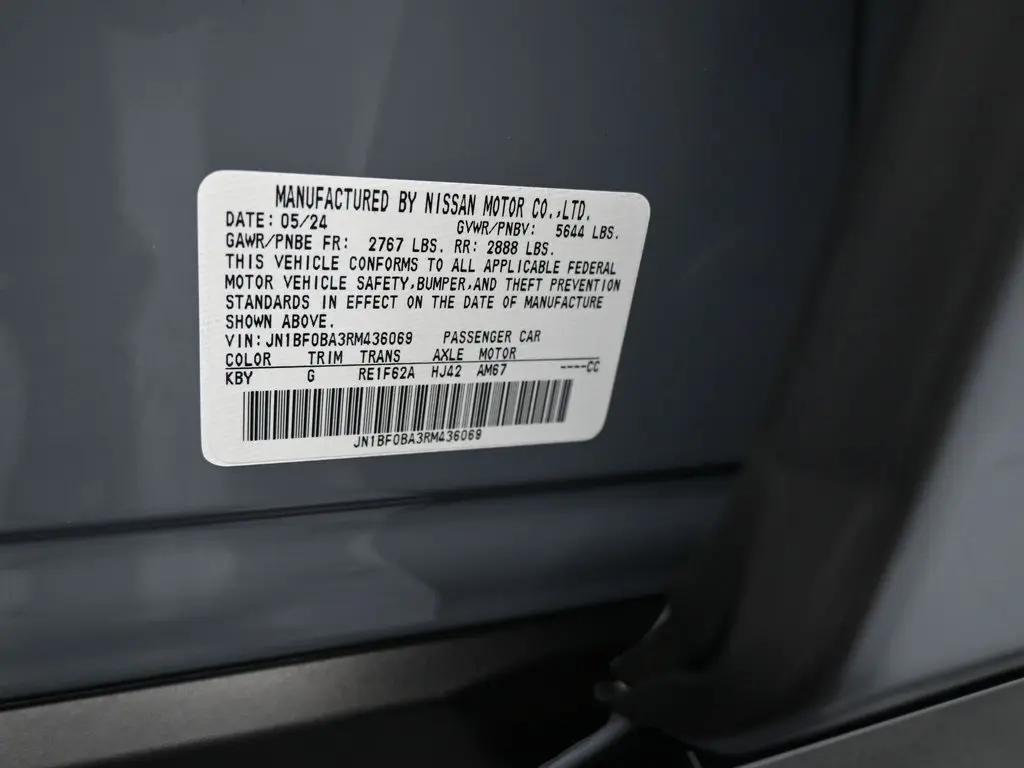 MANUFACTURED BY NISSAN MOTOR CO.,LTD.
DATE: 05/24 GVWR/PNBV: 5644 LBS.
GAWR/PNBE FR: 2767 LBS. RR: 2888 LBS.
THIS VEHICLE CONFORMS TO ALL APPLICABLE FEDERAL
MOTOR VEHICLE SAFETY,BUMPER,AND THEFT PREVENTION
STANDARDS IN EFFECT ON THE DATE OF MANUFACTURE
SHOWN ABOVE.
VIN: JN1BF0BA3RM436069 PASSENGER CAR
COLOR TRIM TRANS AXLE MOTOR
KBY G RE1F62A HJ42 AM67 ----CC
JN1BF0BA3RM436069